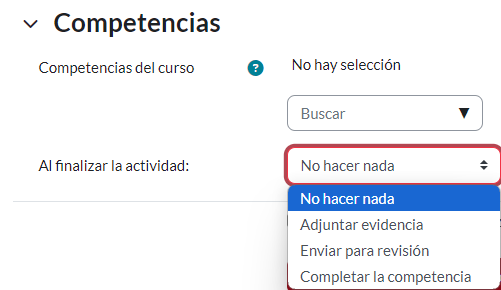 Competencias
Competencias del curso
?
No hay selección
Buscar
Al finalizar la actividad:
No hacer nada
No hacer nada
Adjuntar evidencia
Enviar para revisión
Completar la competencia